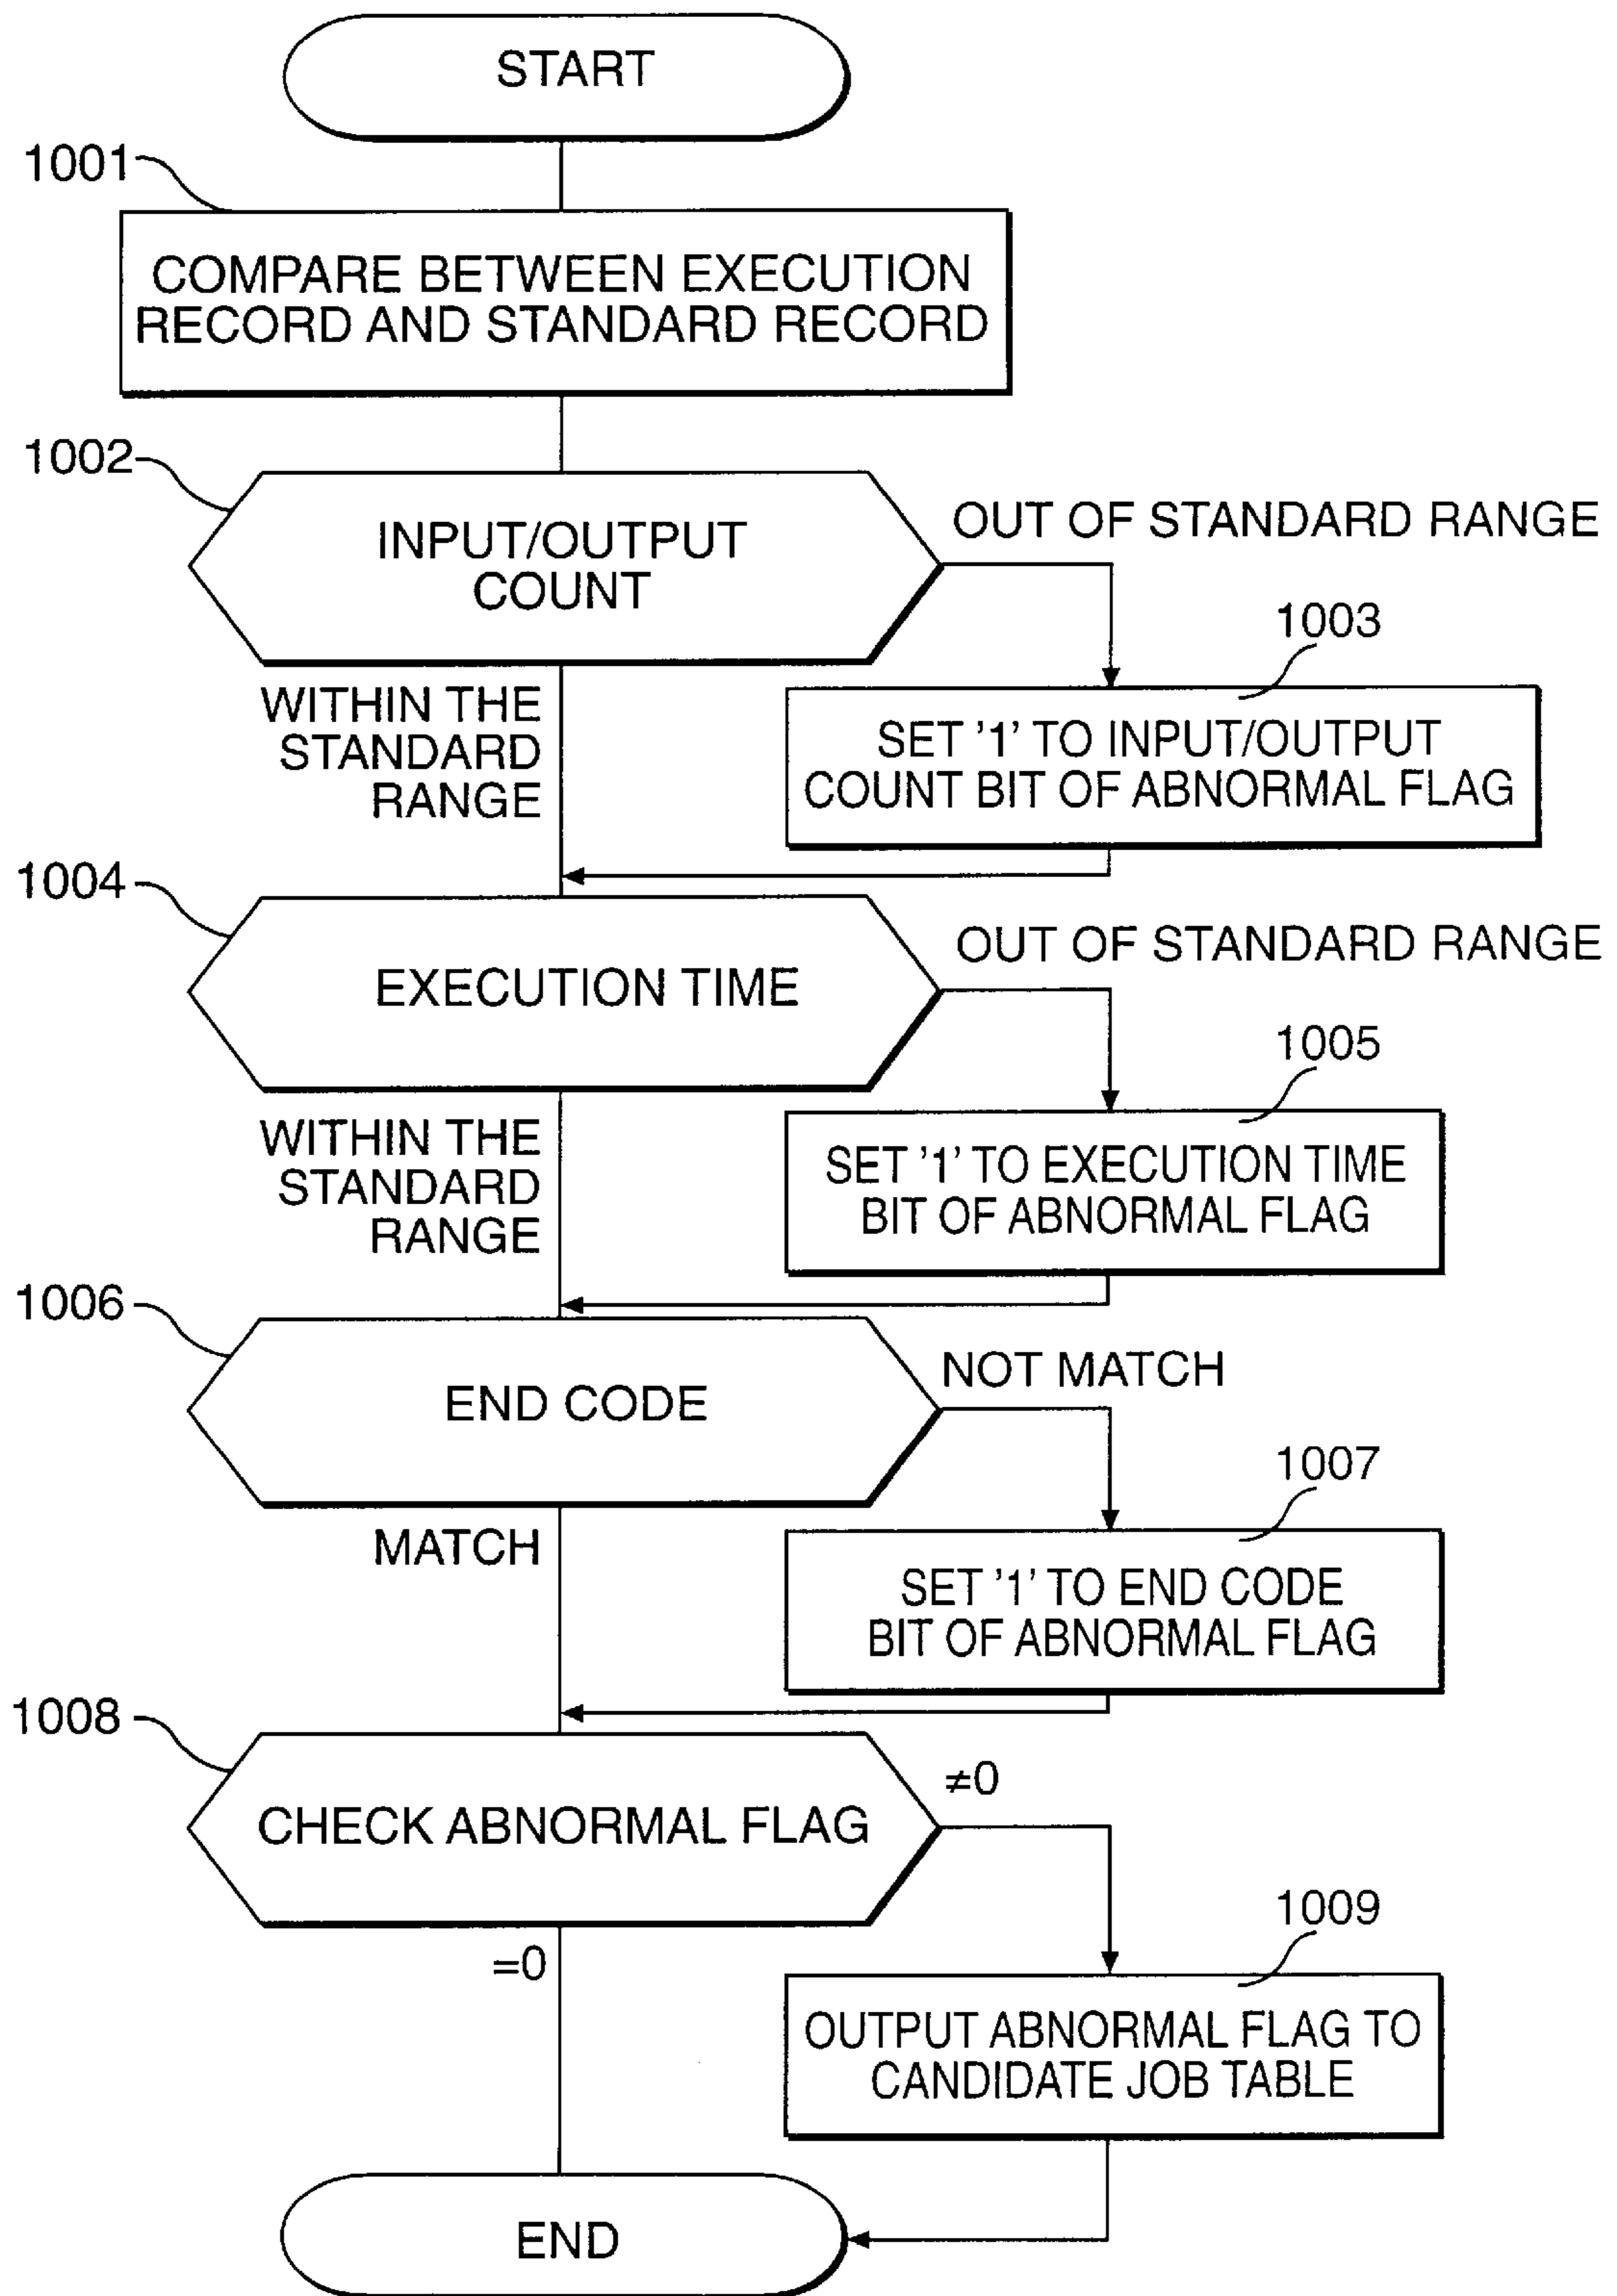 START
1001
COMPARE BETWEEN EXECUTION
RECORD AND STANDARD RECORD
1002
INPUT/OUTPUT
COUNT
OUT OF STANDARD RANGE
WITHIN THE
STANDARD
RANGE
1003
SET '1' TO INPUT/OUTPUT
COUNT BIT OF ABNORMAL FLAG
1004
EXECUTION TIME
OUT OF STANDARD RANGE
WITHIN THE
STANDARD
RANGE
1005
SET '1' TO EXECUTION TIME
BIT OF ABNORMAL FLAG
1006
END CODE
NOT MATCH
MATCH
1007
SET '1' TO END CODE
BIT OF ABNORMAL FLAG
1008
CHECK ABNORMAL FLAG
≠0
=0
1009
OUTPUT ABNORMAL FLAG TO
CANDIDATE JOB TABLE
END